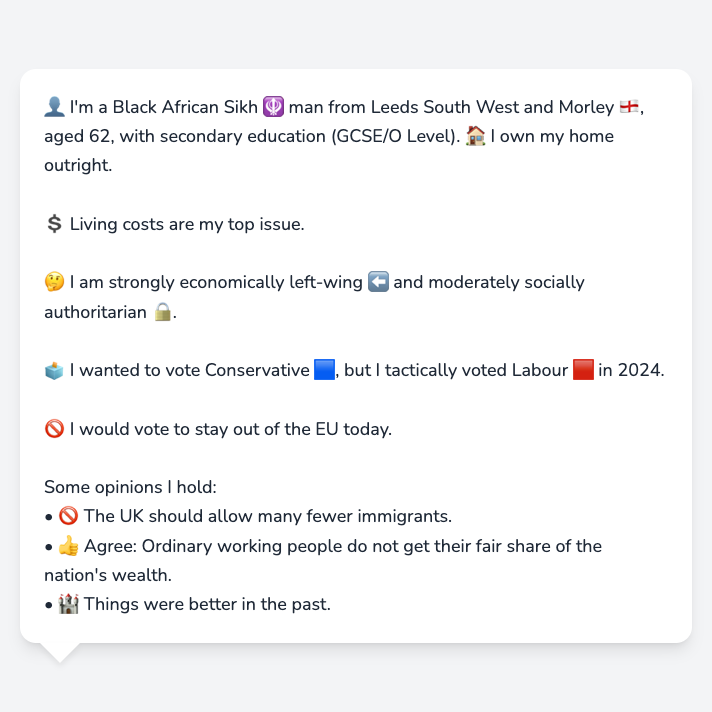 👤 I'm a Black African Sikh 🪯 man from Leeds South West and Morley 🏴󠁧󠁢󠁥󠁮󠁧󠁿,
aged 62, with secondary education (GCSE/O Level). 🏠 I own my home
outright.
💲 Living costs are my top issue.
🤔 I am strongly economically left-wing ⬅️ and moderately socially
authoritarian 🔒.
🗳️ I wanted to vote Conservative 🟦, but I tactically voted Labour 🟥 in 2024.
🚫 I would vote to stay out of the EU today.
Some opinions I hold:
• 🚫 The UK should allow many fewer immigrants.
• 👍 Agree: Ordinary working people do not get their fair share of the
nation's wealth.
• 🏰 Things were better in the past.